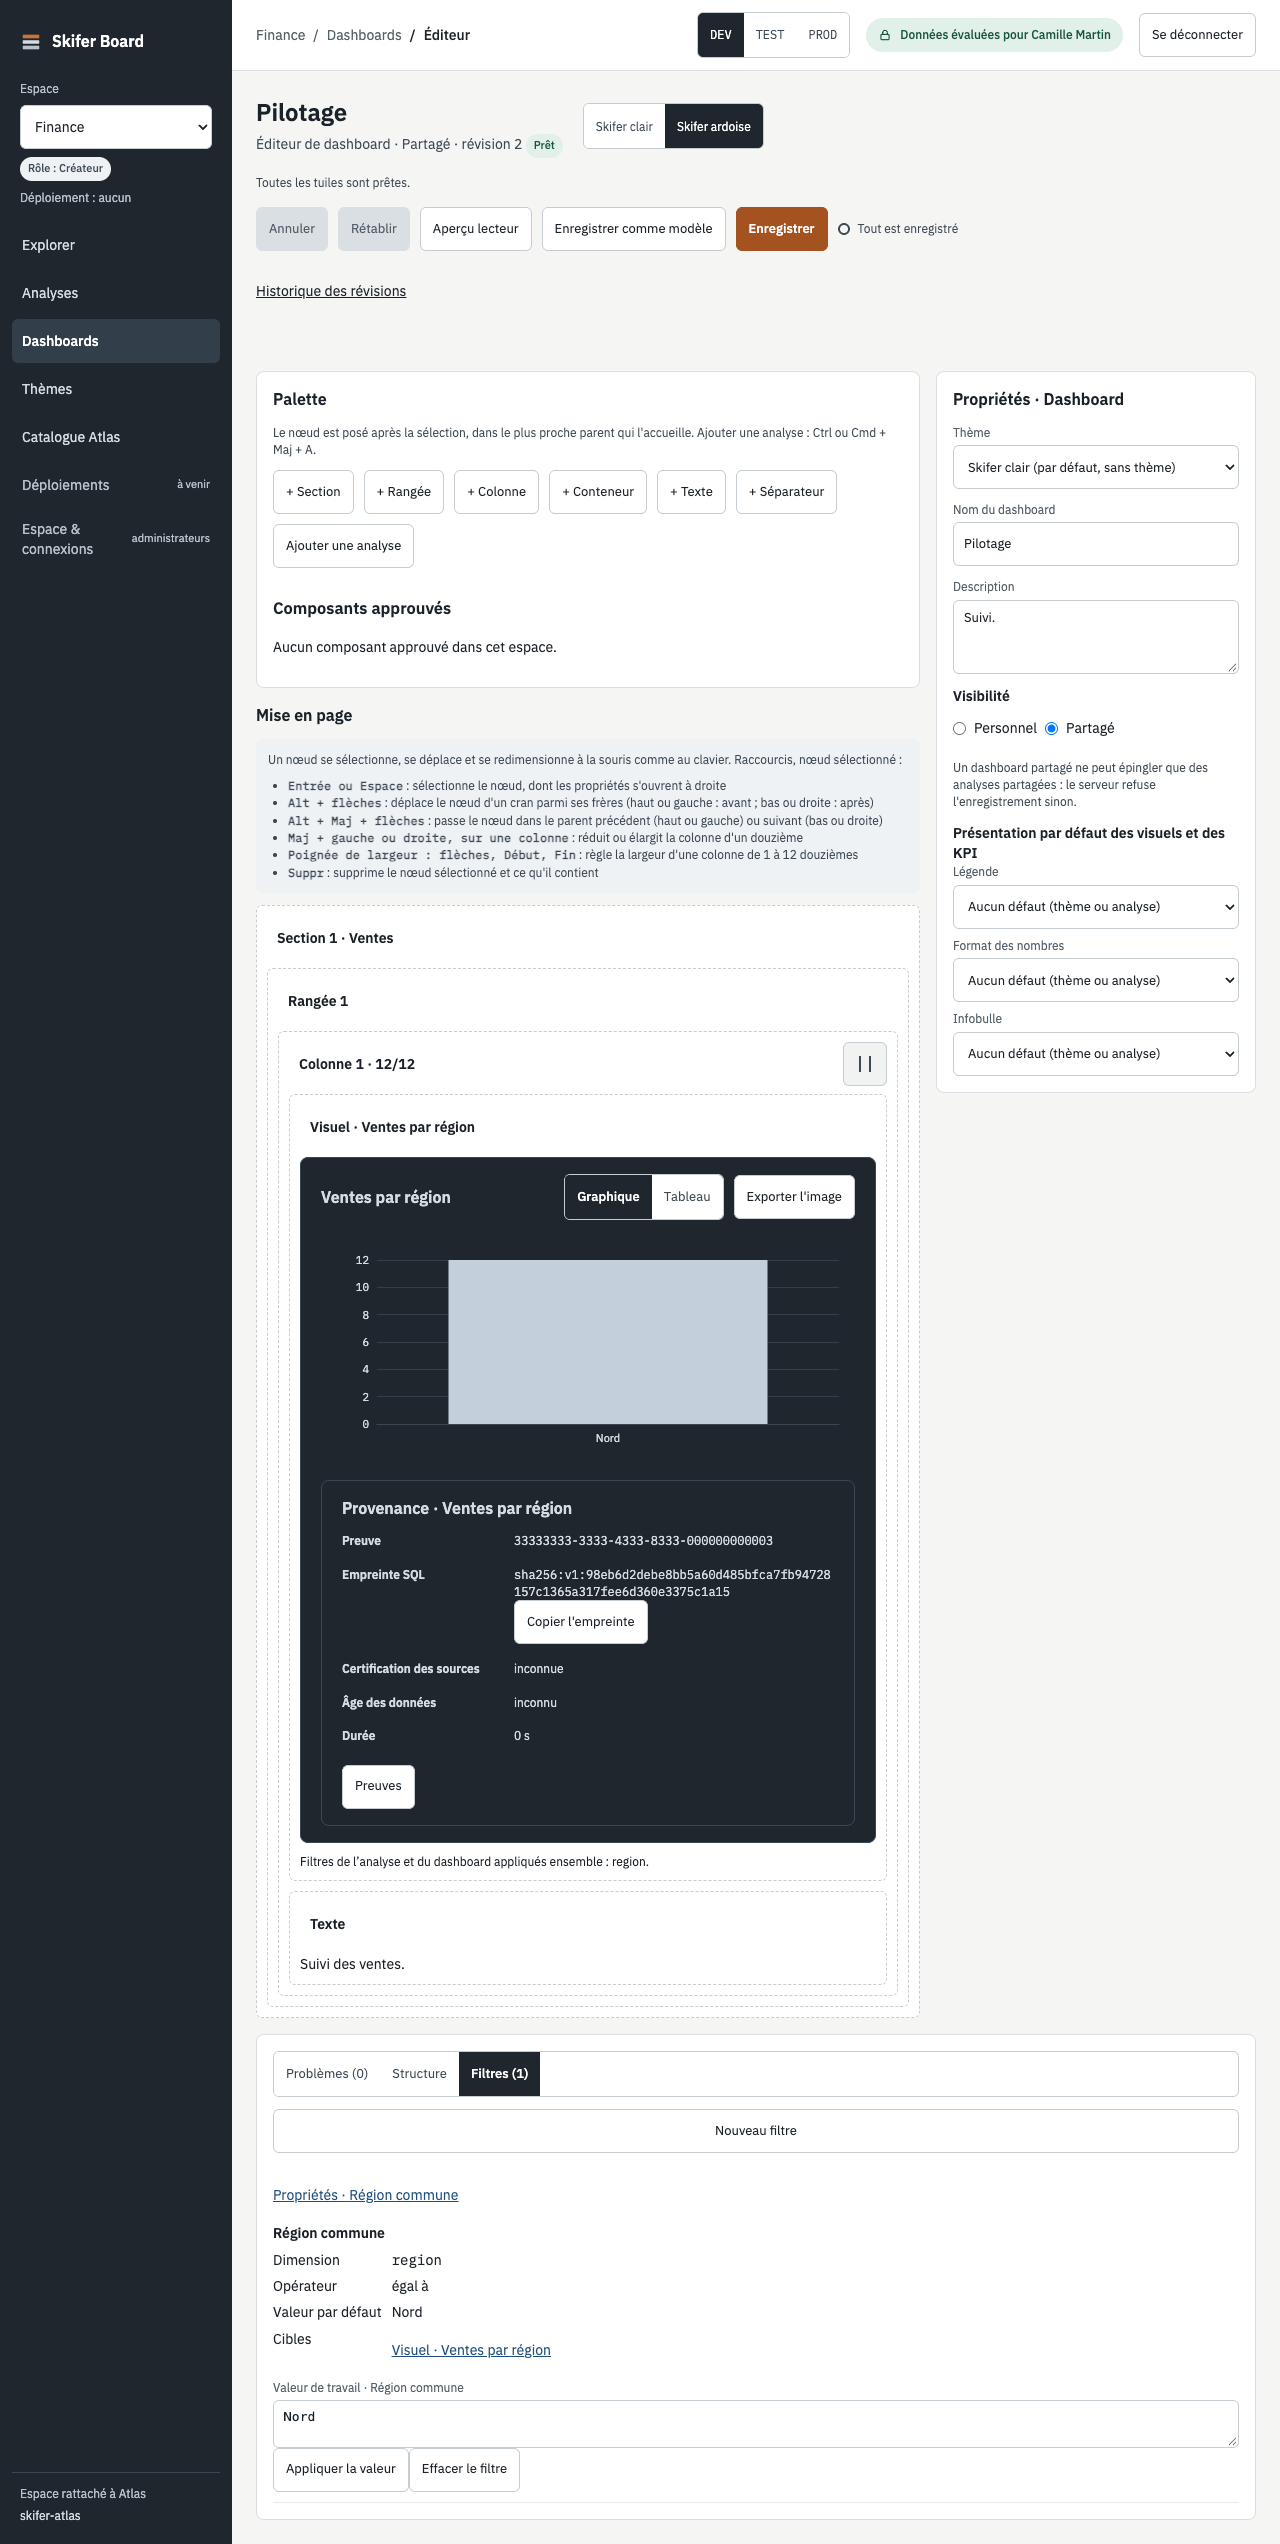 Skifer Board
Espace
Finance
Rôle : Créateur
Déploiement : aucun
Explorer
Analyses
Dashboards
Thèmes
Catalogue Atlas
Déploiements à venir
Espace & connexions administrateurs
Espace rattaché à Atlas
skifer-atlas
Finance / Dashboards / Éditeur
DEV TEST PROD
Données évaluées pour Camille Martin
Se déconnecter
Pilotage
Éditeur de dashboard · Partagé · révision 2 Prêt
Skifer clair Skifer ardoise
Toutes les tuiles sont prêtes.
Annuler Rétablir Aperçu lecteur Enregistrer comme modèle Enregistrer Tout est enregistré
Historique des révisions
Palette
Le nœud est posé après la sélection, dans le plus proche parent qui l'accueille. Ajouter une analyse : Ctrl ou Cmd +
Maj + A.
+ Section + Rangée + Colonne + Conteneur + Texte + Séparateur
Ajouter une analyse
Composants approuvés
Aucun composant approuvé dans cet espace.
Mise en page
Un nœud se sélectionne, se déplace et se redimensionne à la souris comme au clavier. Raccourcis, nœud sélectionné :
• Entrée ou Espace : sélectionne le nœud, dont les propriétés s'ouvrent à droite
• Alt + flèches : déplace le nœud d'un cran parmi ses frères (haut ou gauche : avant ; bas ou droite : après)
• Alt + Maj + flèches : passe le nœud dans le parent précédent (haut ou gauche) ou suivant (bas ou droite)
• Maj + gauche ou droite, sur une colonne : réduit ou élargit la colonne d'un douzième
• Poignée de largeur : flèches, Début, Fin : règle la largeur d'une colonne de 1 à 12 douzièmes
• Suppr : supprime le nœud sélectionné et ce qu'il contient
Section 1 · Ventes
Rangée 1
Colonne 1 · 12/12
Visuel · Ventes par région
Ventes par région
Graphique Tableau Exporter l'image
12
10
8
6
4
2
0
Nord
Provenance · Ventes par région
Preuve 33333333-3333-4333-8333-000000000003
Empreinte SQL sha256:v1:98eb6d2debe8bb5a60d485bfca7fb94728
157c1365a317fee6d360e3375c1a15
Copier l'empreinte
Certification des sources inconnue
Âge des données inconnu
Durée 0 s
Preuves
Filtres de l’analyse et du dashboard appliqués ensemble : region.
Texte
Suivi des ventes.
Propriétés · Dashboard
Thème
Skifer clair (par défaut, sans thème)
Nom du dashboard
Pilotage
Description
Suivi.
Visibilité
Personnel Partagé
Un dashboard partagé ne peut épingler que des
analyses partagées : le serveur refuse
l'enregistrement sinon.
Présentation par défaut des visuels et des
KPI
Légende
Aucun défaut (thème ou analyse)
Format des nombres
Aucun défaut (thème ou analyse)
Infobulle
Aucun défaut (thème ou analyse)
Problèmes (0) Structure Filtres (1)
Nouveau filtre
Propriétés · Région commune
Région commune
Dimension region
Opérateur égal à
Valeur par défaut Nord
Cibles
Visuel · Ventes par région
Valeur de travail · Région commune
Nord
Appliquer la valeur Effacer le filtre